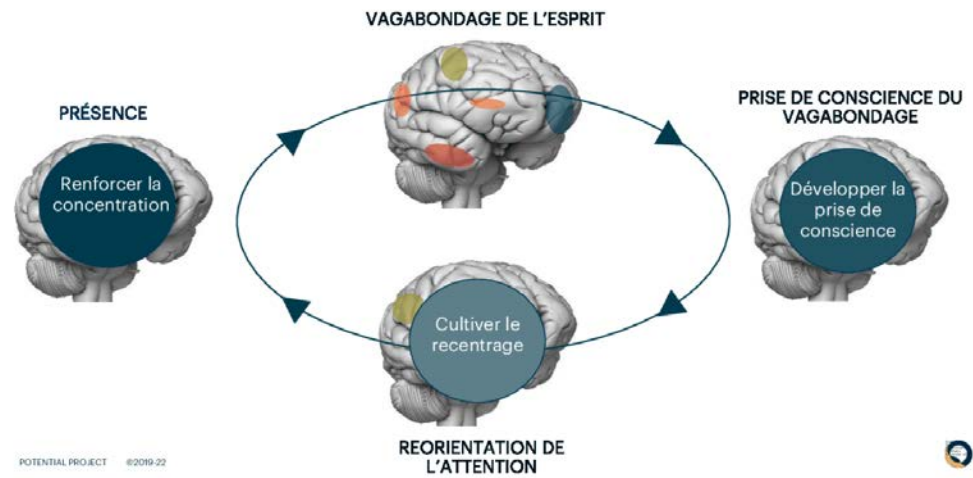 VAGABONDAGE DE L'ESPRIT
PRÉSENCE
Renforcer la
concentration
PRISE DE CONSCIENCE DU
VAGABONDAGE
Développer la
prise de
conscience
Cultiver le
recentrage
REORIENTATION DE
L'ATTENTION
POTENTIAL PROJECT ©2019-22